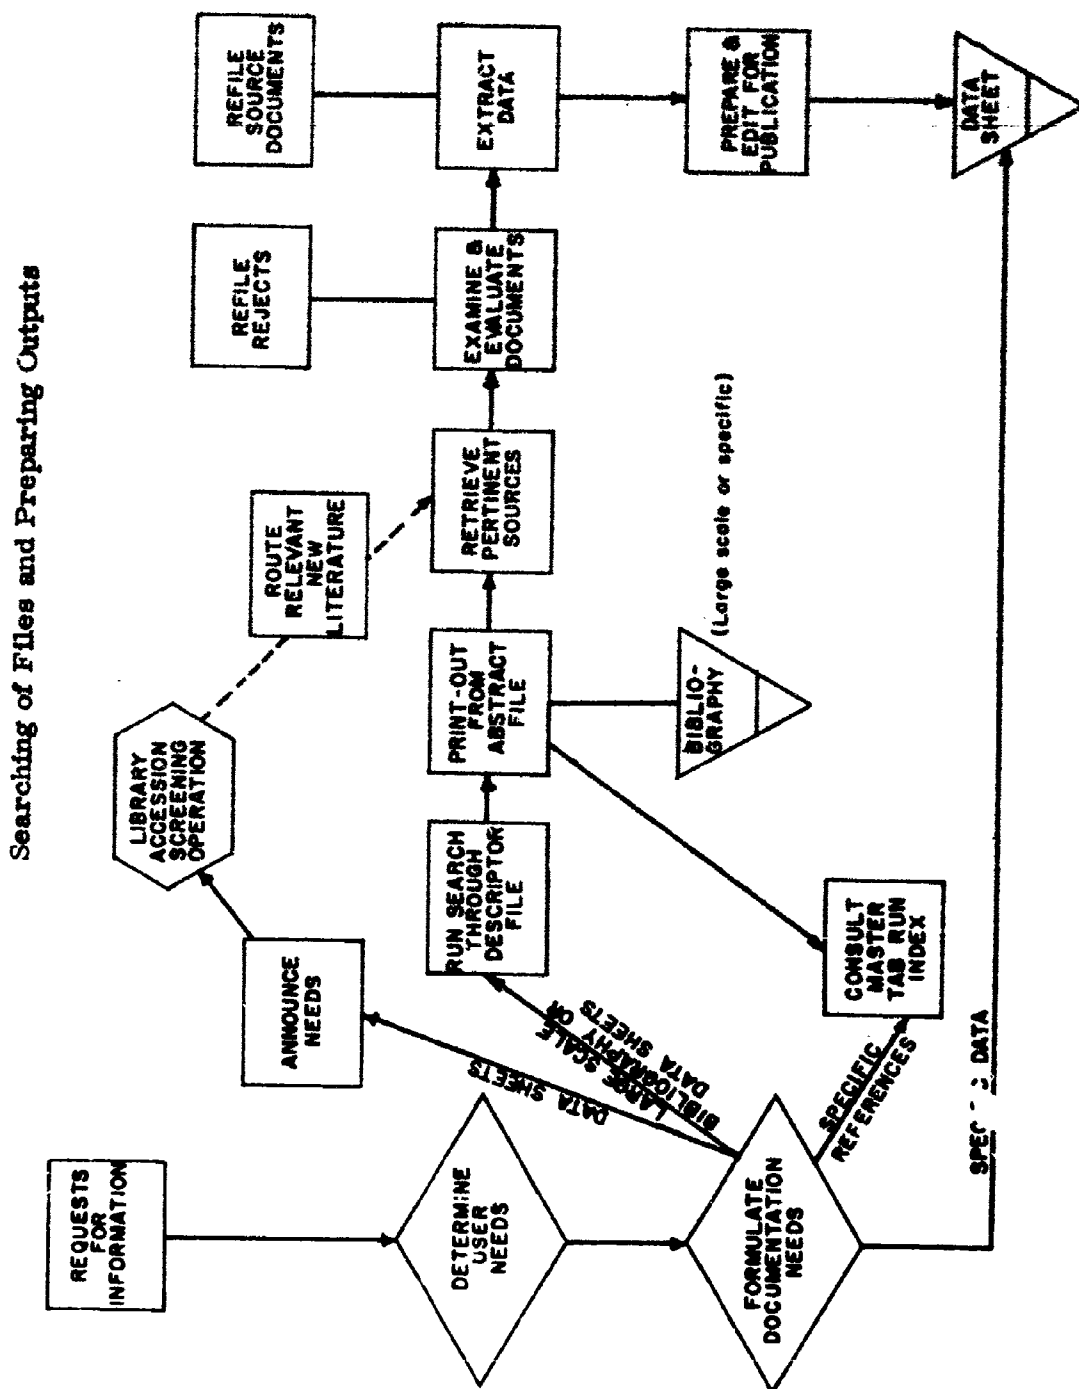 Searching of Files and Preparing Outputs
REQUESTS
FOR
INFORMATION
DETERMINE
USER
NEEDS
FORMULATE
DOCUMENTATION
NEEDS
DATA SHEETS
LARGE SCALE
BIBLIOGRAPHY OR
DATA SHEETS
SPECIFIC
REFERENCES
DATA
ANNOUNCE
NEEDS
LIBRARY
ACCESSION
SCREENING
OPERATION
ROUTE
RELEVANT
NEW
LITERATURE
RUN SEARCH
THROUGH
DESCRIPTOR
FILE
CONSULT
MASTER
TAB RUN
INDEX
PRINT-OUT
FROM
ABSTRACT
FILE
BIBLIO-
GRAPHY
(Large scale or specific)
RETRIEVE
PERTINENT
SOURCES
EXAMINE &
EVALUATE
DOCUMENTS
REFILE
REJECTS
EXTRACT
DATA
REFILE
SOURCE
DOCUMENTS
PREPARE &
EDIT FOR
PUBLICATION
DATA
SHEET